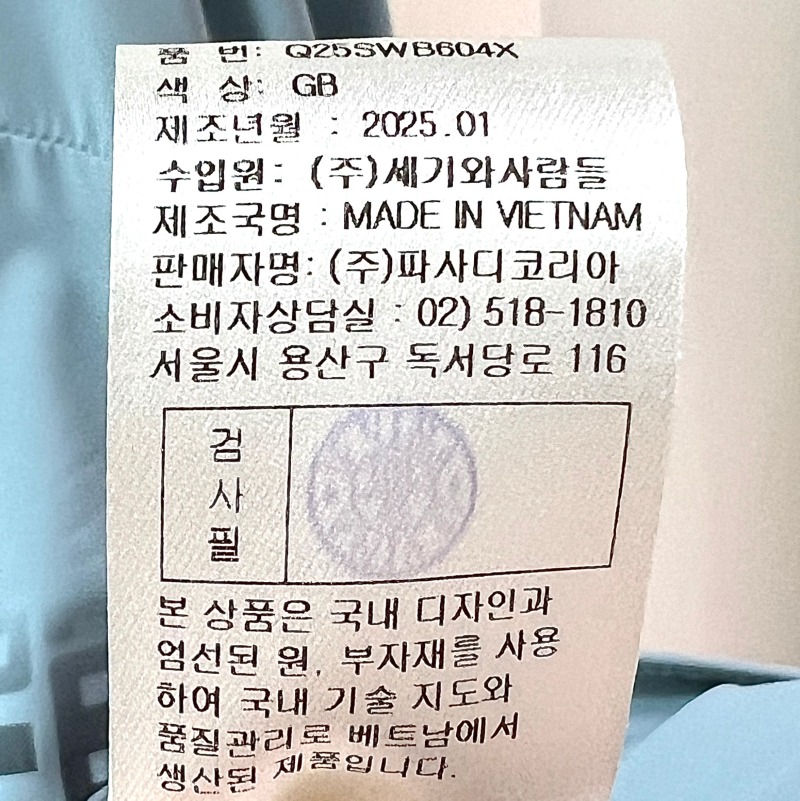 품 번: Q25SWB604X
색 상: GB
제조년월 : 2025.01
수입원: (주)세기와사람들
제조국명 : MADE IN VIETNAM
판매자명: (주)파사디코리아
소비자상담실 : 02) 518-1810
서울시 용산구 독서당로 116
검
사
필
본 상품은 국내 디자인과
엄선된 원, 부자재를 사용
하여 국내 기술 지도와
품질관리로 베트남에서
생산된 제품입니다.